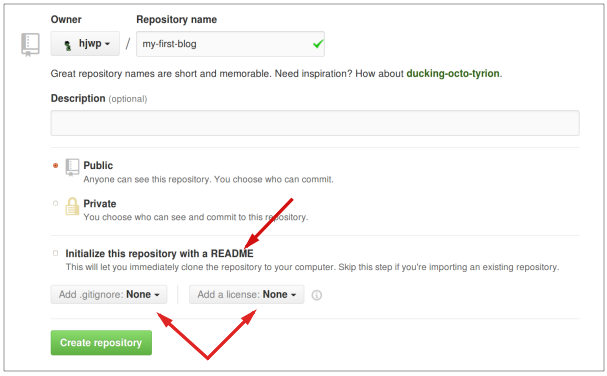 Owner Repository name
hjwp / my-first-blog
Great repository names are short and memorable. Need inspiration? How about ducking-octo-tyrion.
Description (optional)
Public
Anyone can see this repository. You choose who can commit.
Private
You choose who can see and commit to this repository.
Initialize this repository with a README
This will let you immediately clone the repository to your computer. Skip this step if you're importing an existing repository.
Add .gitignore: None Add a license: None
Create repository